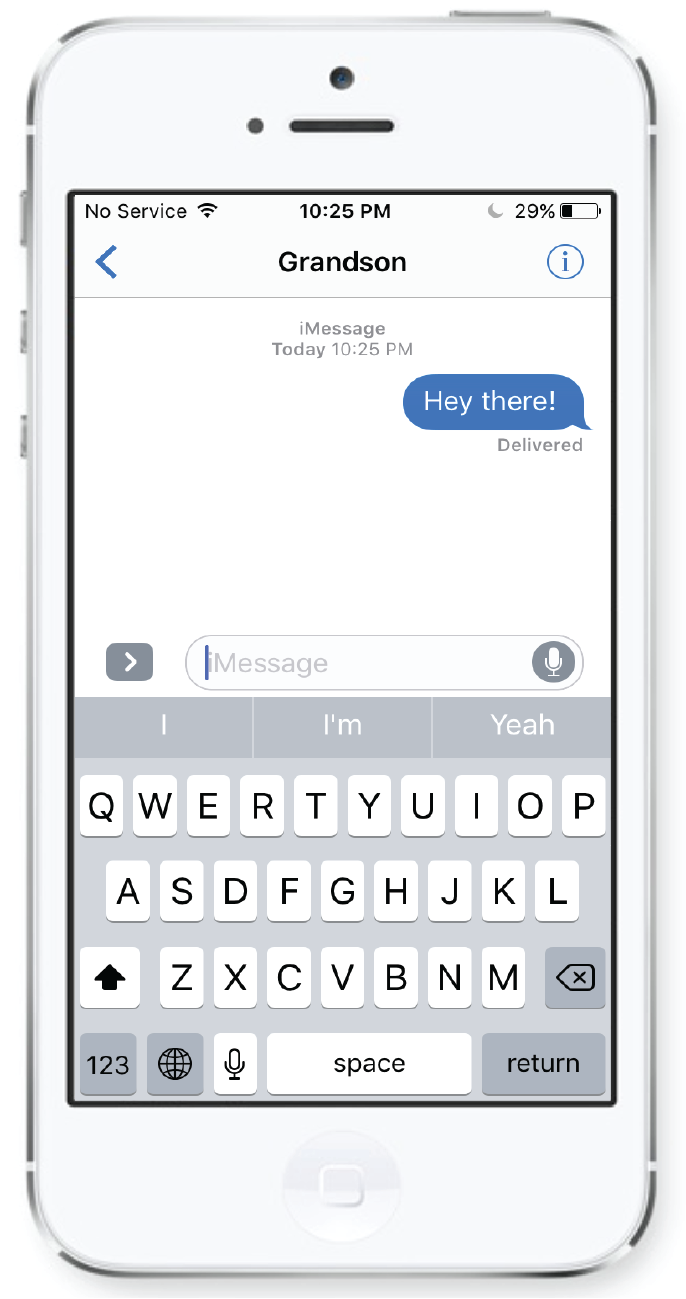 No Service 10:25 PM 29%
Grandson i
iMessage
Today 10:25 PM
Hey there!
Delivered
iMessage
I I'm Yeah
Q W E R T Y U I O P
A S D F G H J K L
Z X C V B N M
123 space return